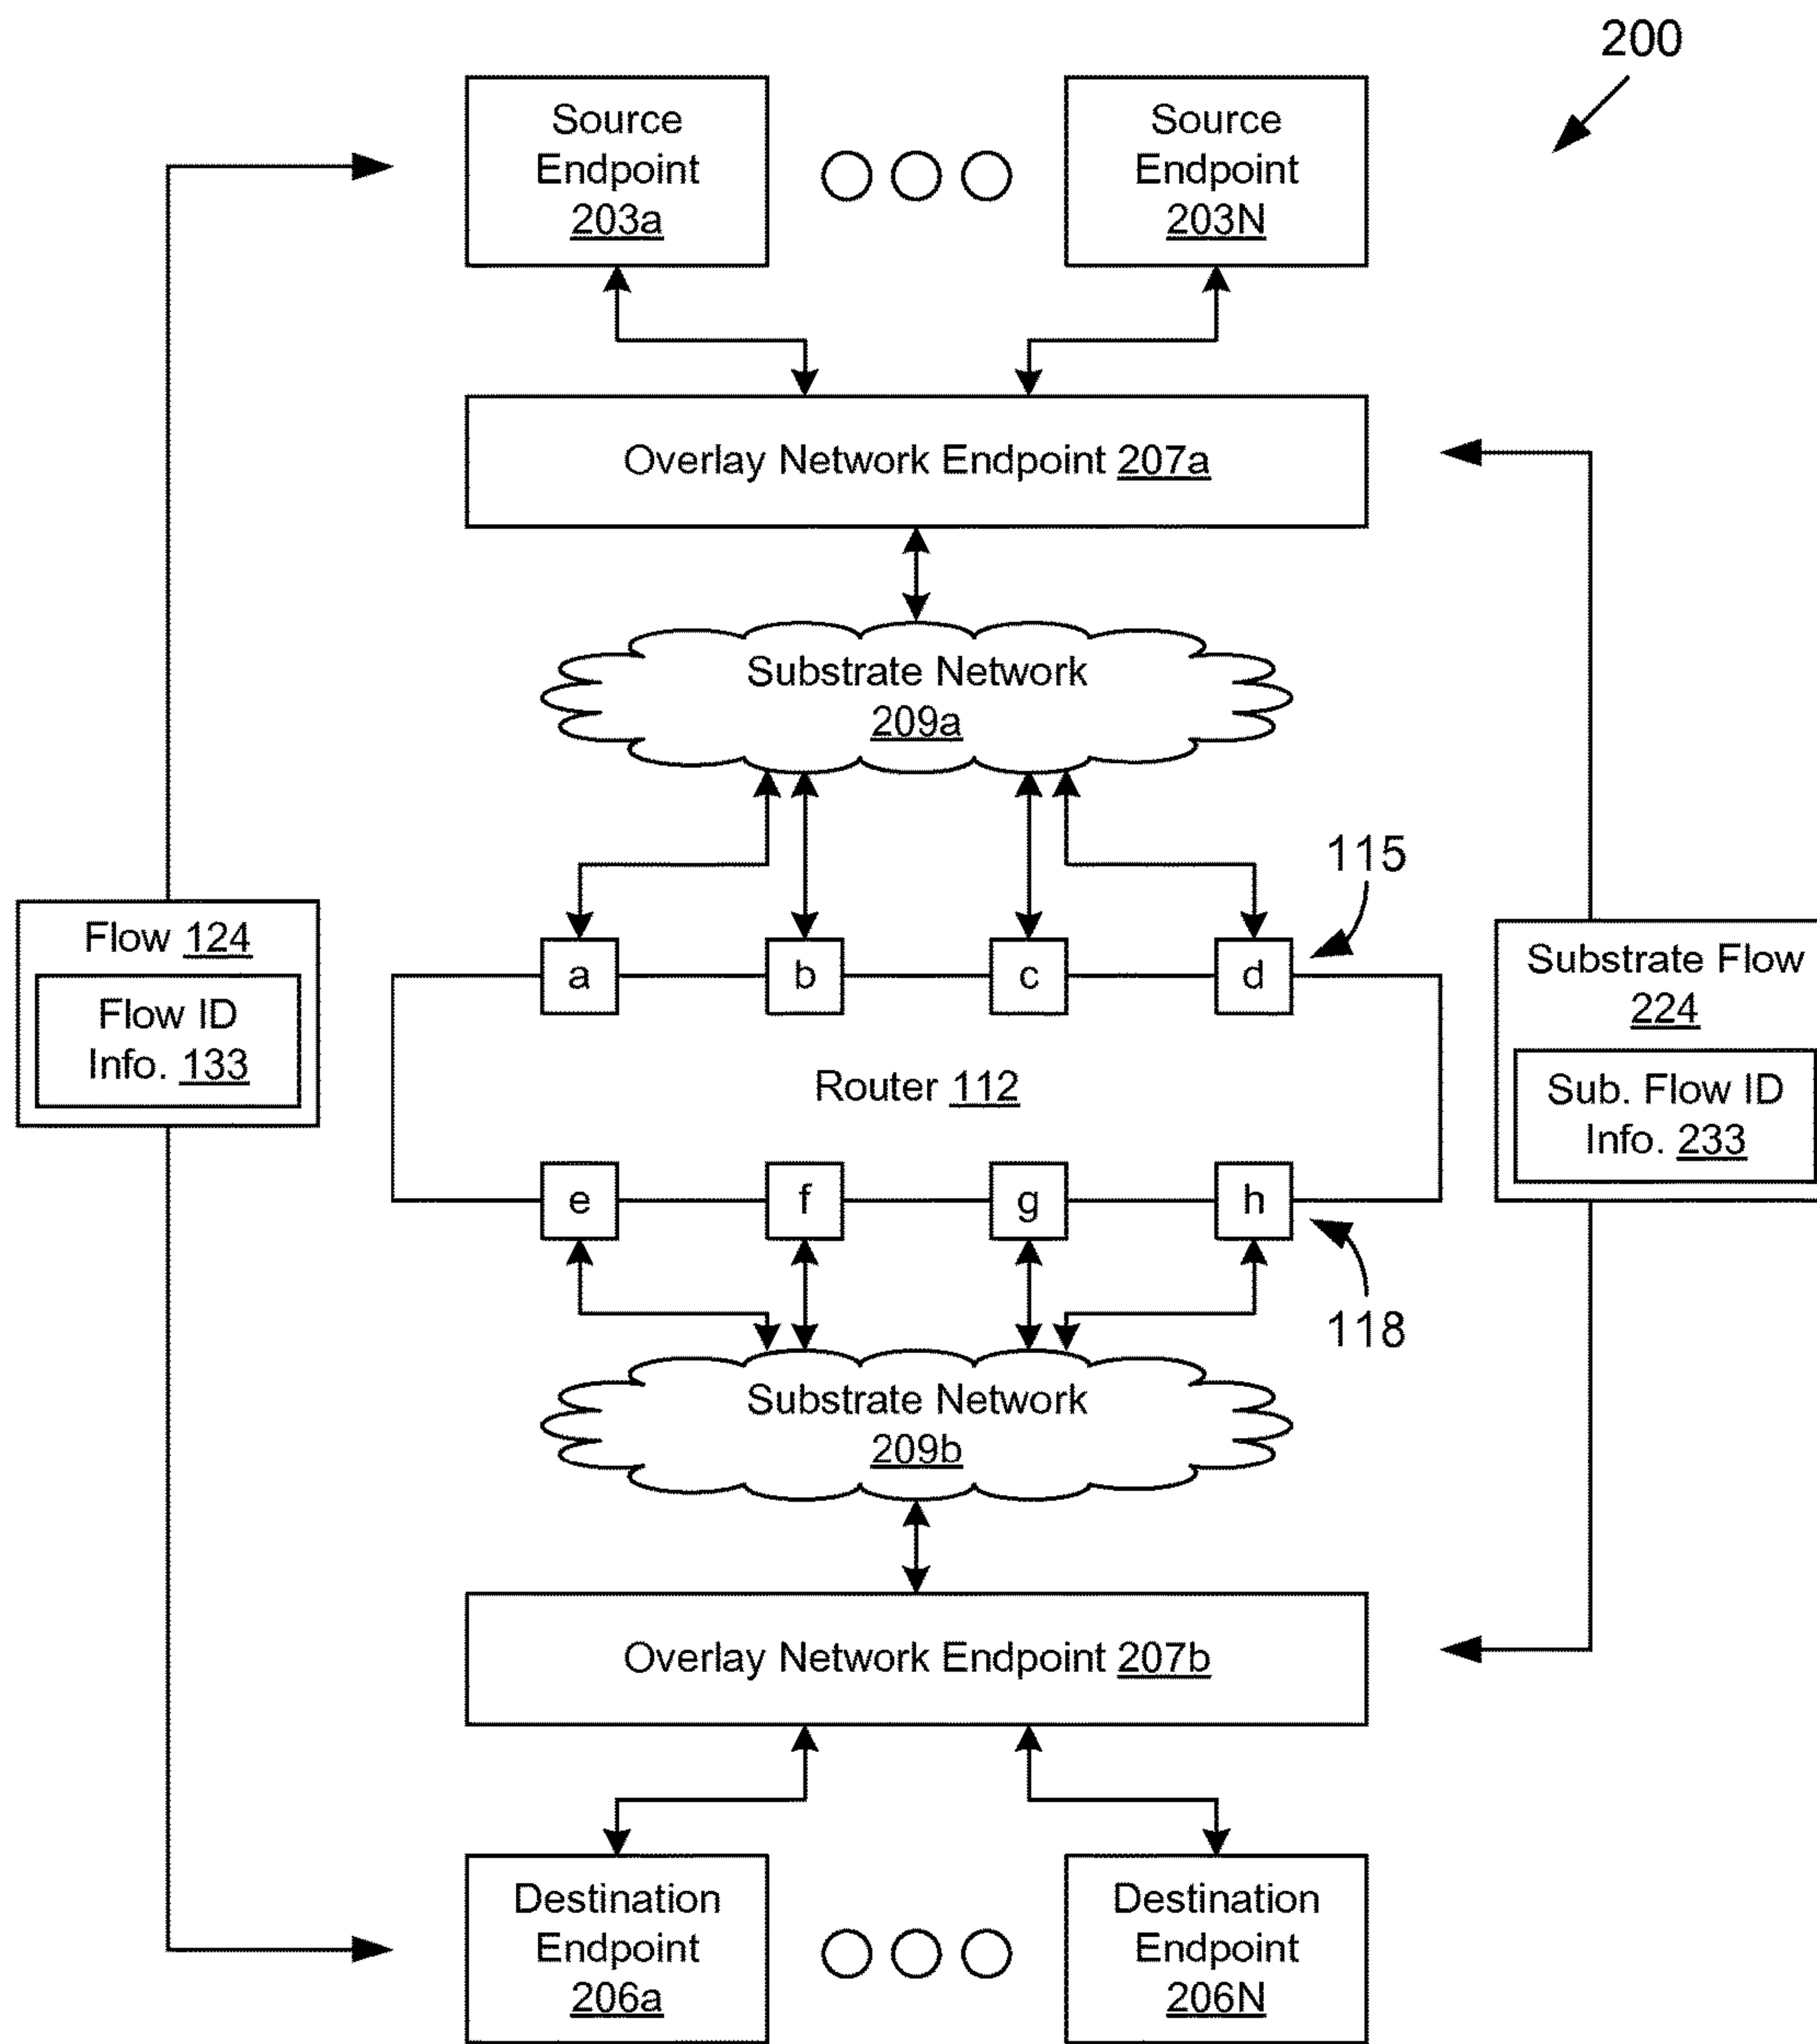 200
Source
Endpoint
203a
Source
Endpoint
203N
Overlay Network Endpoint 207a
Substrate Network
209a
115
Flow 124
Flow ID
Info. 133
a
b
c
d
Substrate Flow
224
Sub. Flow ID
Info. 233
Router 112
e
f
g
h
118
Substrate Network
209b
Overlay Network Endpoint 207b
Destination
Endpoint
206a
Destination
Endpoint
206N